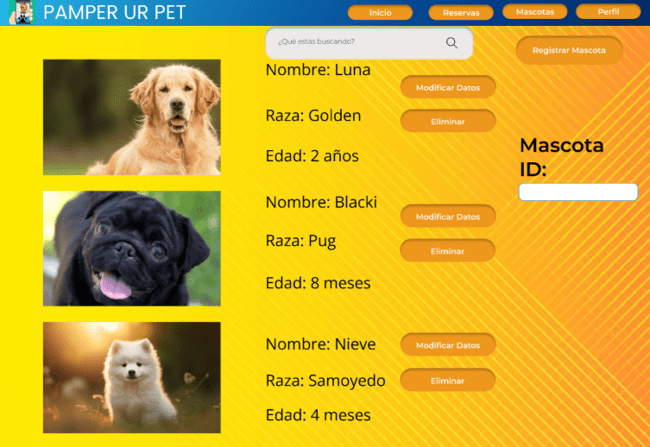 PAMPER UR PET
Inicio
Reservas
Mascotas
Perfil
¿Qué estas buscando?
Registrar Mascota
Nombre: Luna
Modificar Datos
Raza: Golden
Eliminar
Edad: 2 años
Mascota
ID:
Nombre: Blacki
Modificar Datos
Raza: Pug
Eliminar
Edad: 8 meses
Nombre: Nieve
Modificar Datos
Raza: Samoyedo
Eliminar
Edad: 4 meses